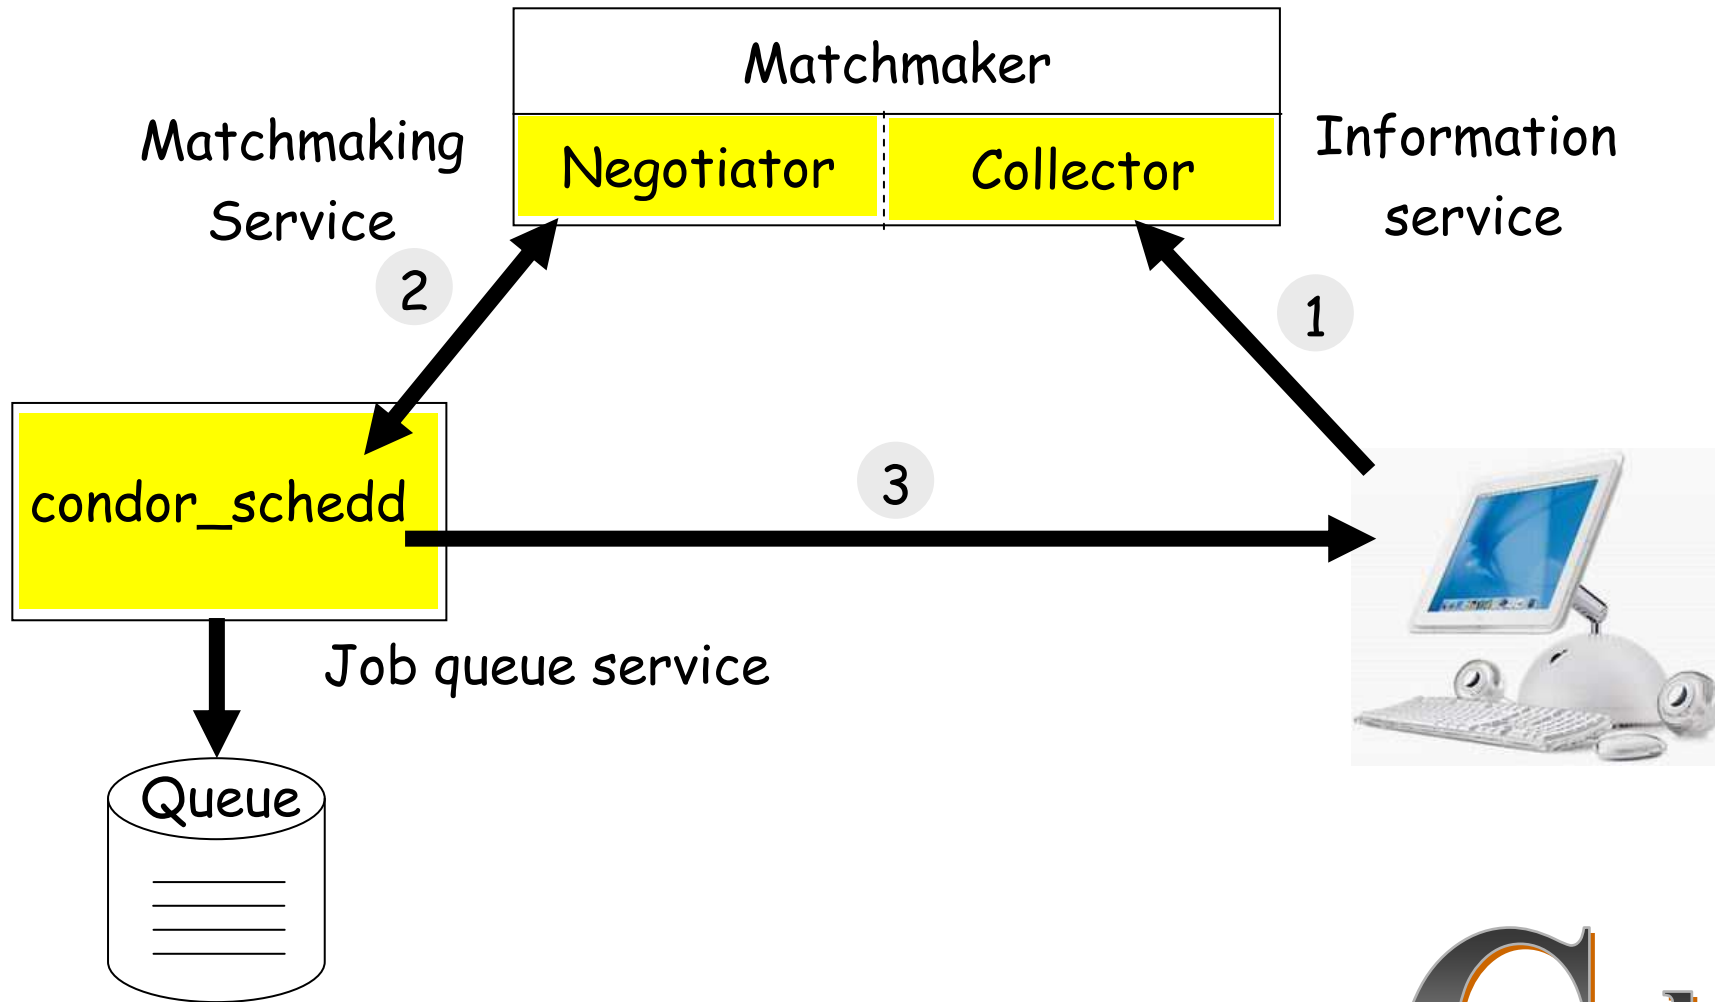 Matchmaker
Matchmaking
Service
Negotiator
Collector
Information
service
2
1
condor_schedd
3
Job queue service
Queue